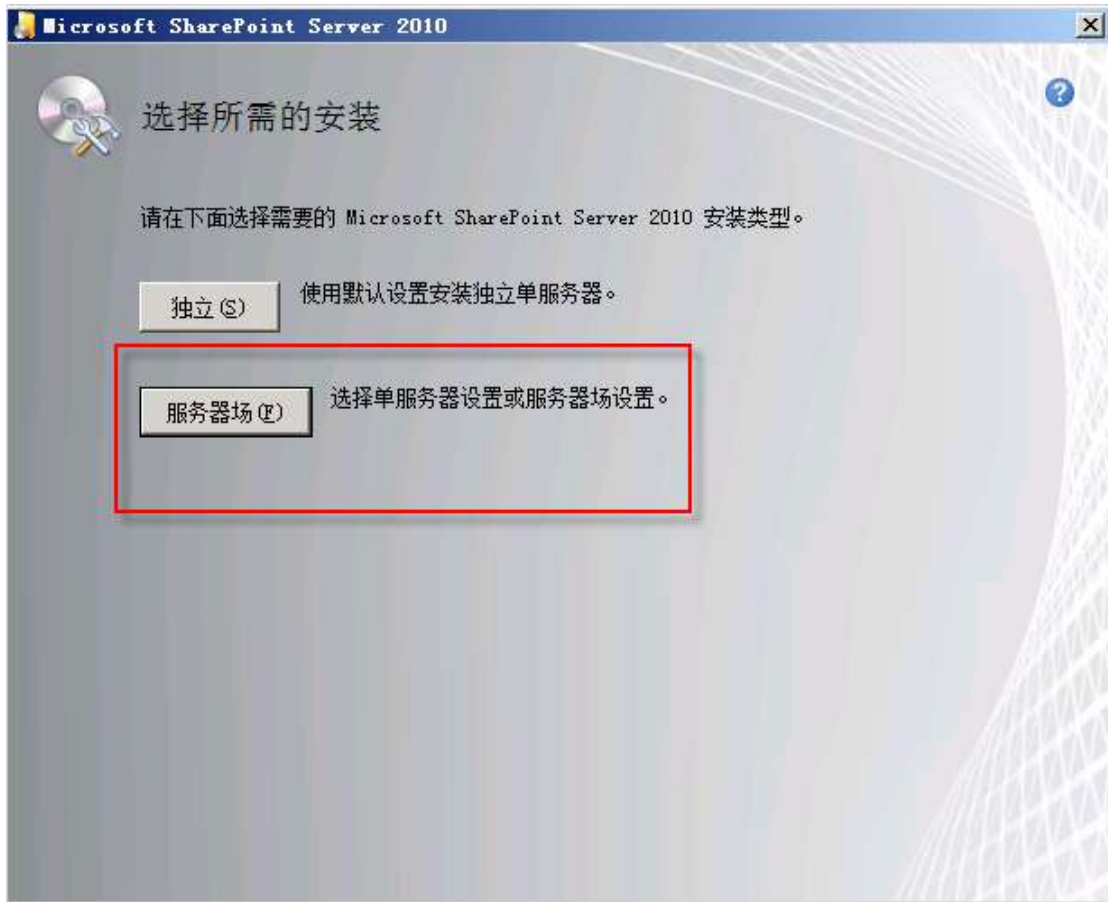 Microsoft SharePoint Server 2010
选择所需的安装
请在下面选择需要的 Microsoft SharePoint Server 2010 安装类型。
独立(S) 使用默认设置安装独立单服务器。
服务器场(F) 选择单服务器设置或服务器场设置。